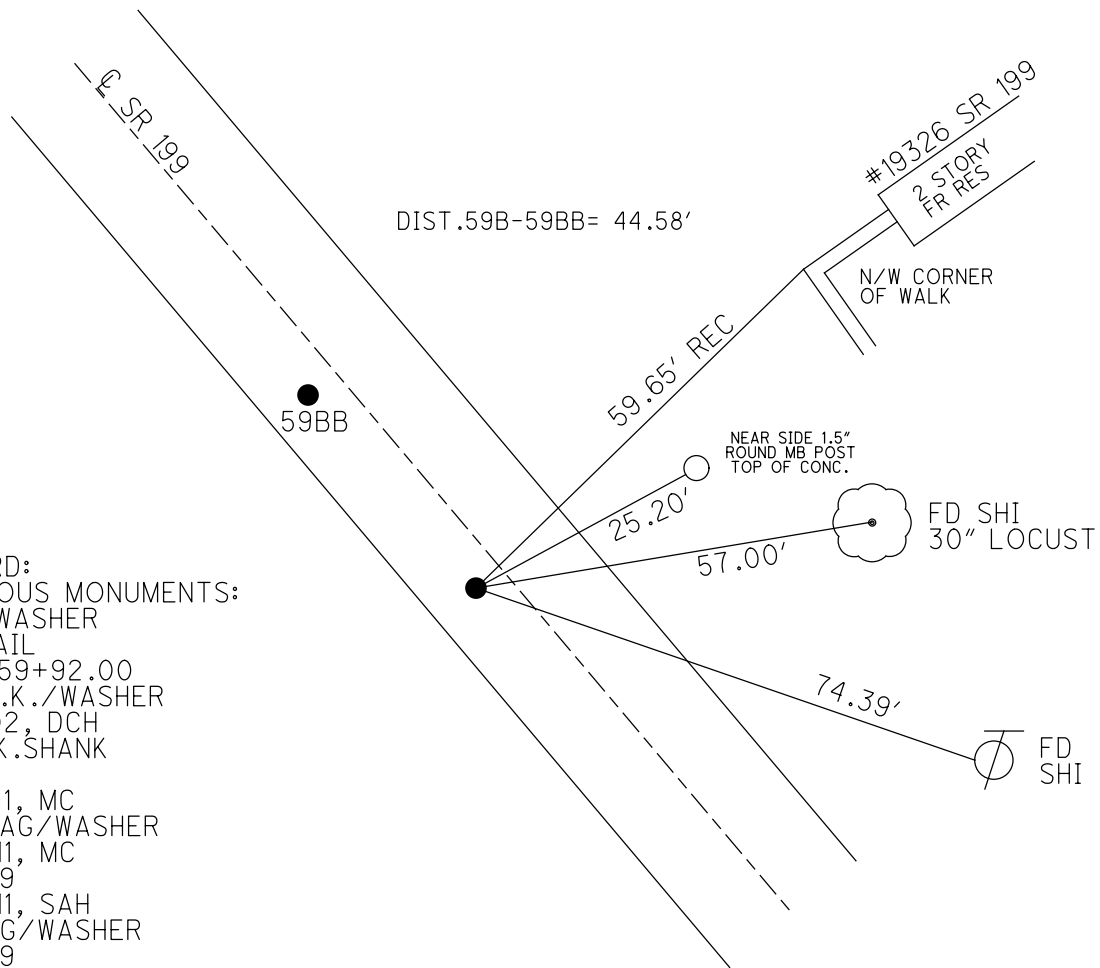 ℄ SR 199
#19326 SR 199
2 STORY
FR RES
DIST.59B-59BB= 44.58'
N/W CORNER
OF WALK
59.65' REC
59BB
NEAR SIDE 1.5"
ROUND MB POST
TOP OF CONC.
25.20'
FD SHI
30" LOCUST
57.00'
74.39'
FD
SHI
RD:
OUS MONUMENTS:
WASHER
AIL
59+92.00
.K./WASHER
02, DCH
K.SHANK
1, MC
AG/WASHER
11, MC
9
11, SAH
G/WASHER
9